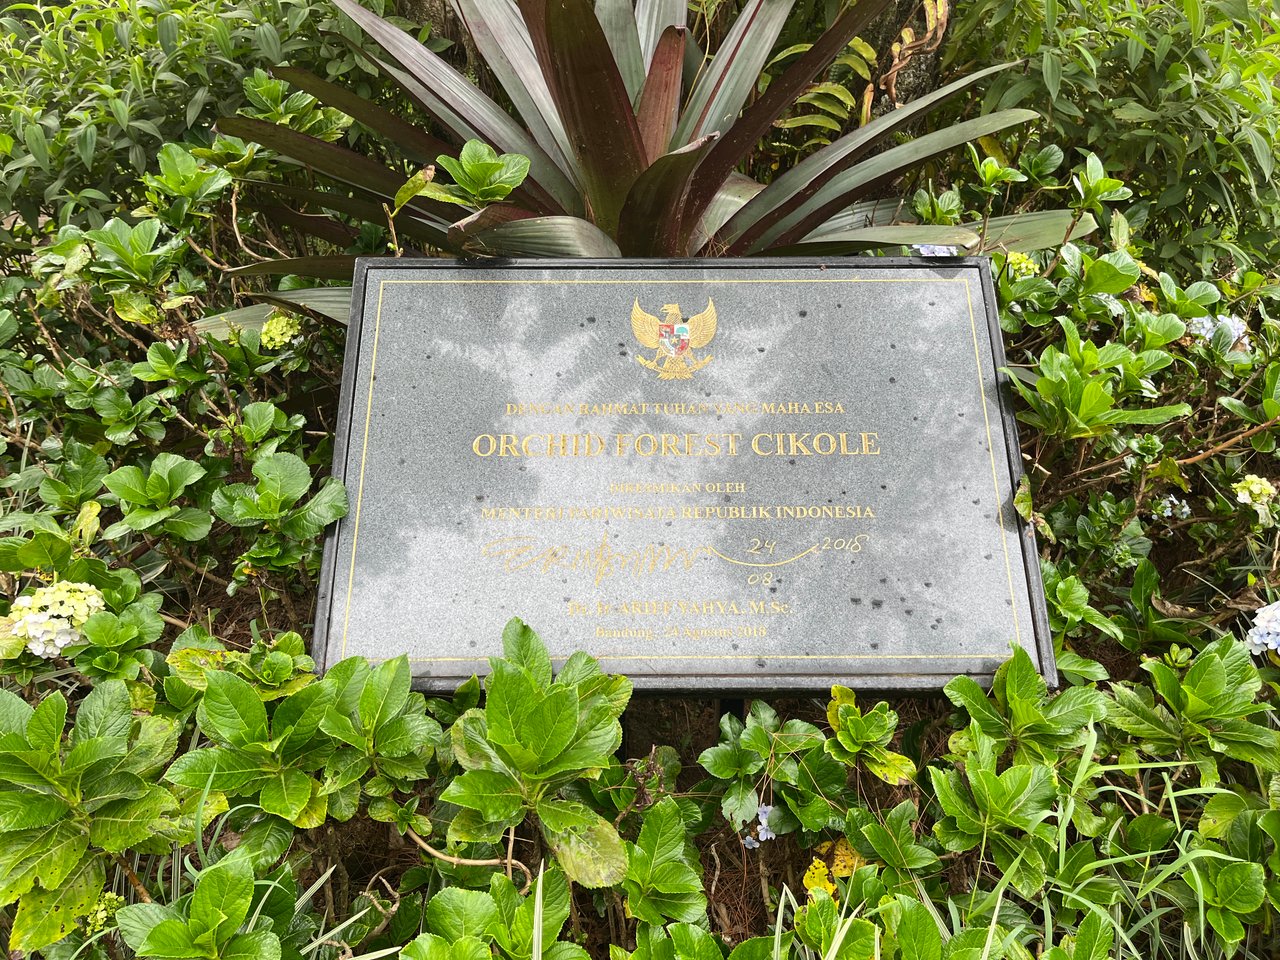 DENGAN RAHMAT TUHAN YANG MAHA ESA
ORCHID FOREST CIKOLE
DIRESMIKAN OLEH
MENTERI PARIWISATA REPUBLIK INDONESIA
24 2018
08
Dr. Ir ARIEF YAHYA, M.Sc.
Bandung, 24 Agustus 2018